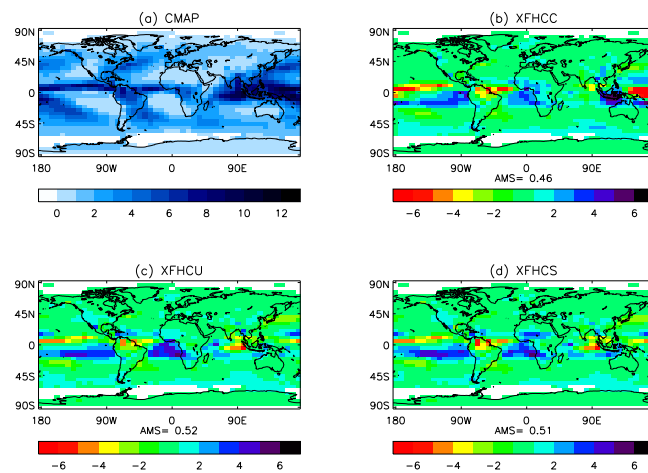 (a) CMAP
90N
45N
0
45S
90S
180 90W 0 90E
0 2 4 6 8 10 12
(b) XFHCC
90N
45N
0
45S
90S
180 90W 0 90E
AMS= 0.46
-6 -4 -2 0 2 4 6
(c) XFHCU
90N
45N
0
45S
90S
180 90W 0 90E
AMS= 0.52
-6 -4 -2 0 2 4 6
(d) XFHCS
90N
45N
0
45S
90S
180 90W 0 90E
AMS= 0.51
-6 -4 -2 0 2 4 6